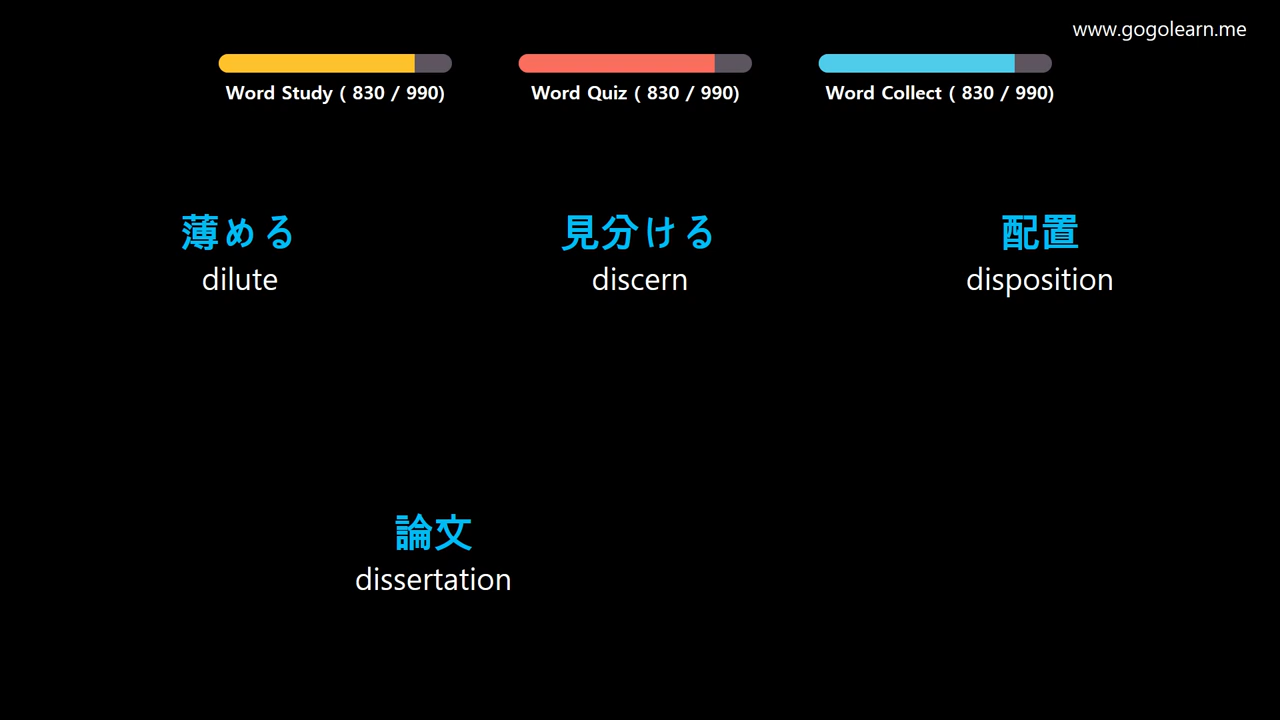 www.gogolearn.me
Word Study ( 830 / 990)
Word Quiz ( 830 / 990)
Word Collect ( 830 / 990)
薄める
dilute
見分ける
discern
配置
disposition
論文
dissertation